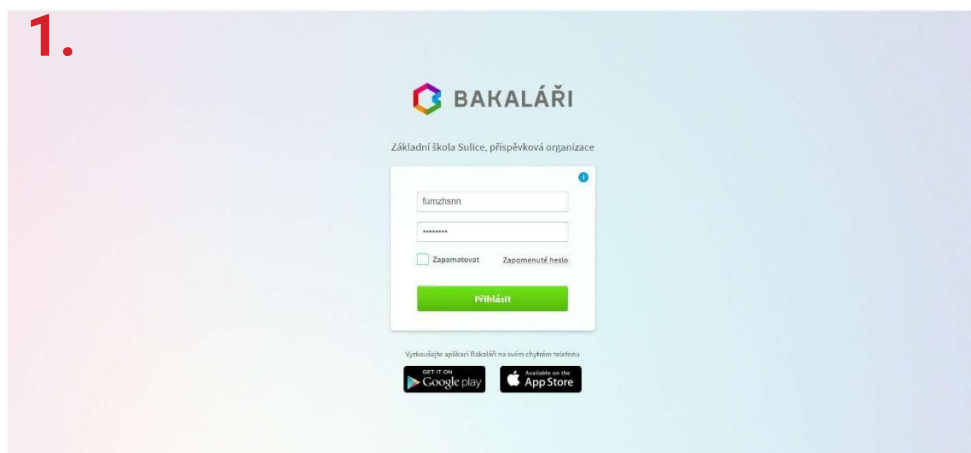 1.
BAKALÁŘI
Základní škola Sulice, příspěvková organizace
fumzhsnn
••••••••
Zapamatovat Zapomenuté heslo
Přihlásit
Vyzkoušejte aplikaci Bakaláři na svém chytrém telefonu
GET IT ON Google play
Available on the App Store